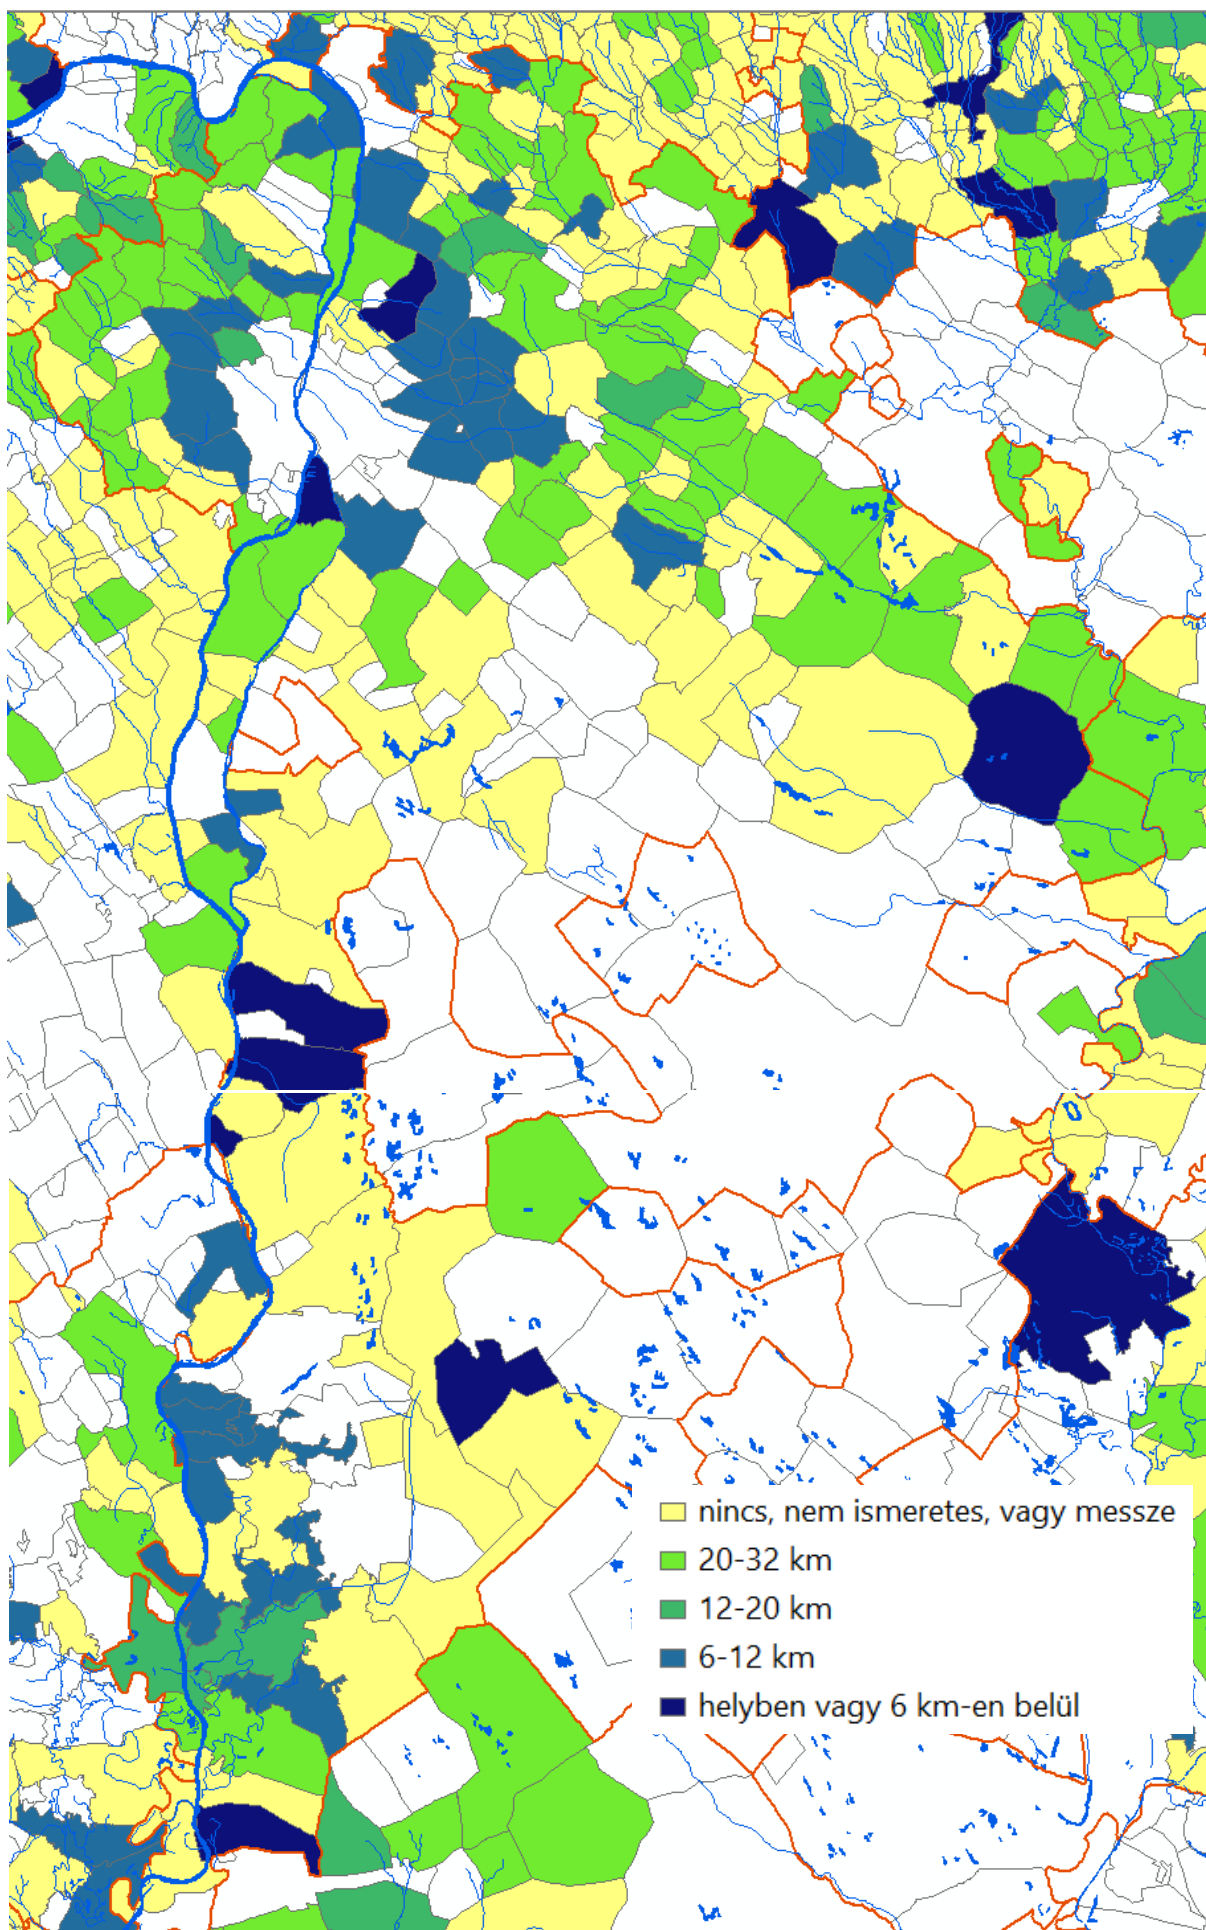 nincs, nem ismeretes, vagy messze
20-32 km
12-20 km
6-12 km
helyben vagy 6 km-en belül